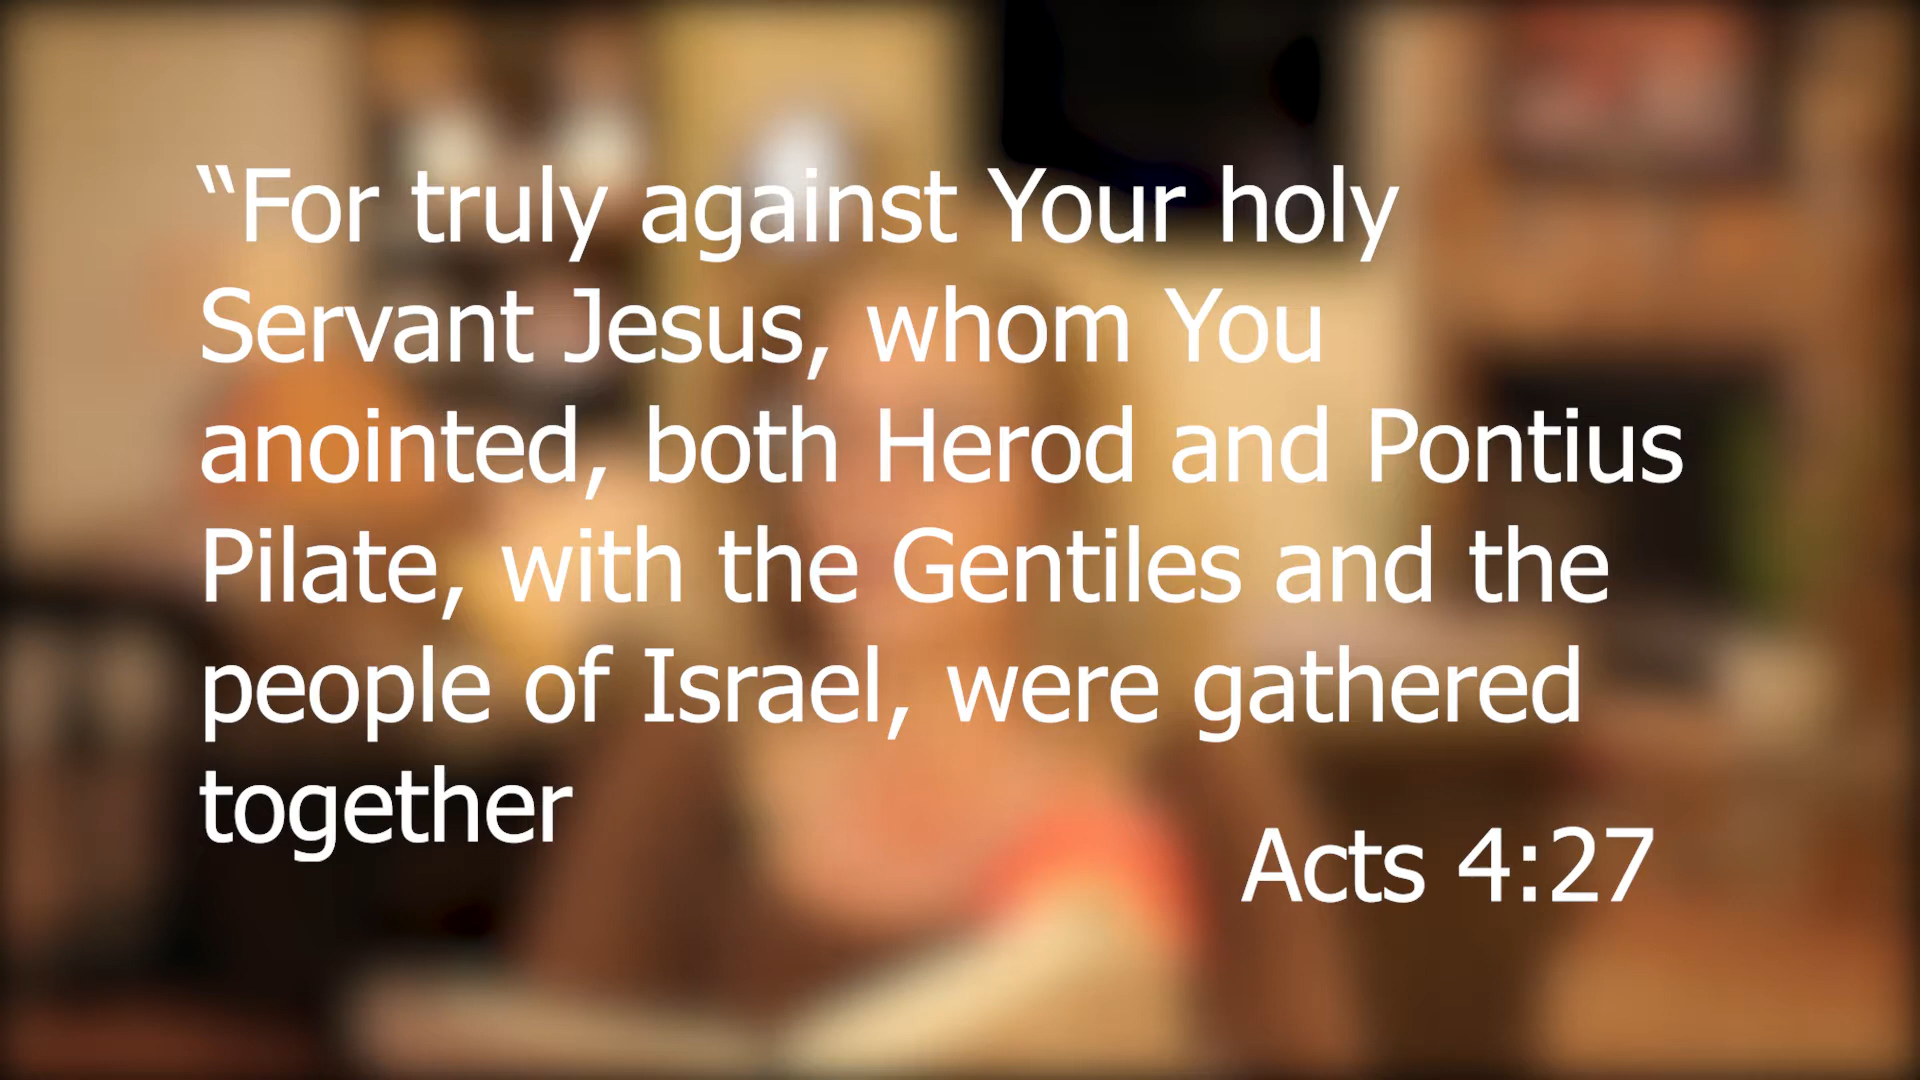 “For truly against Your holy
Servant Jesus, whom You
anointed, both Herod and Pontius
Pilate, with the Gentiles and the
people of Israel, were gathered
together
Acts 4:27